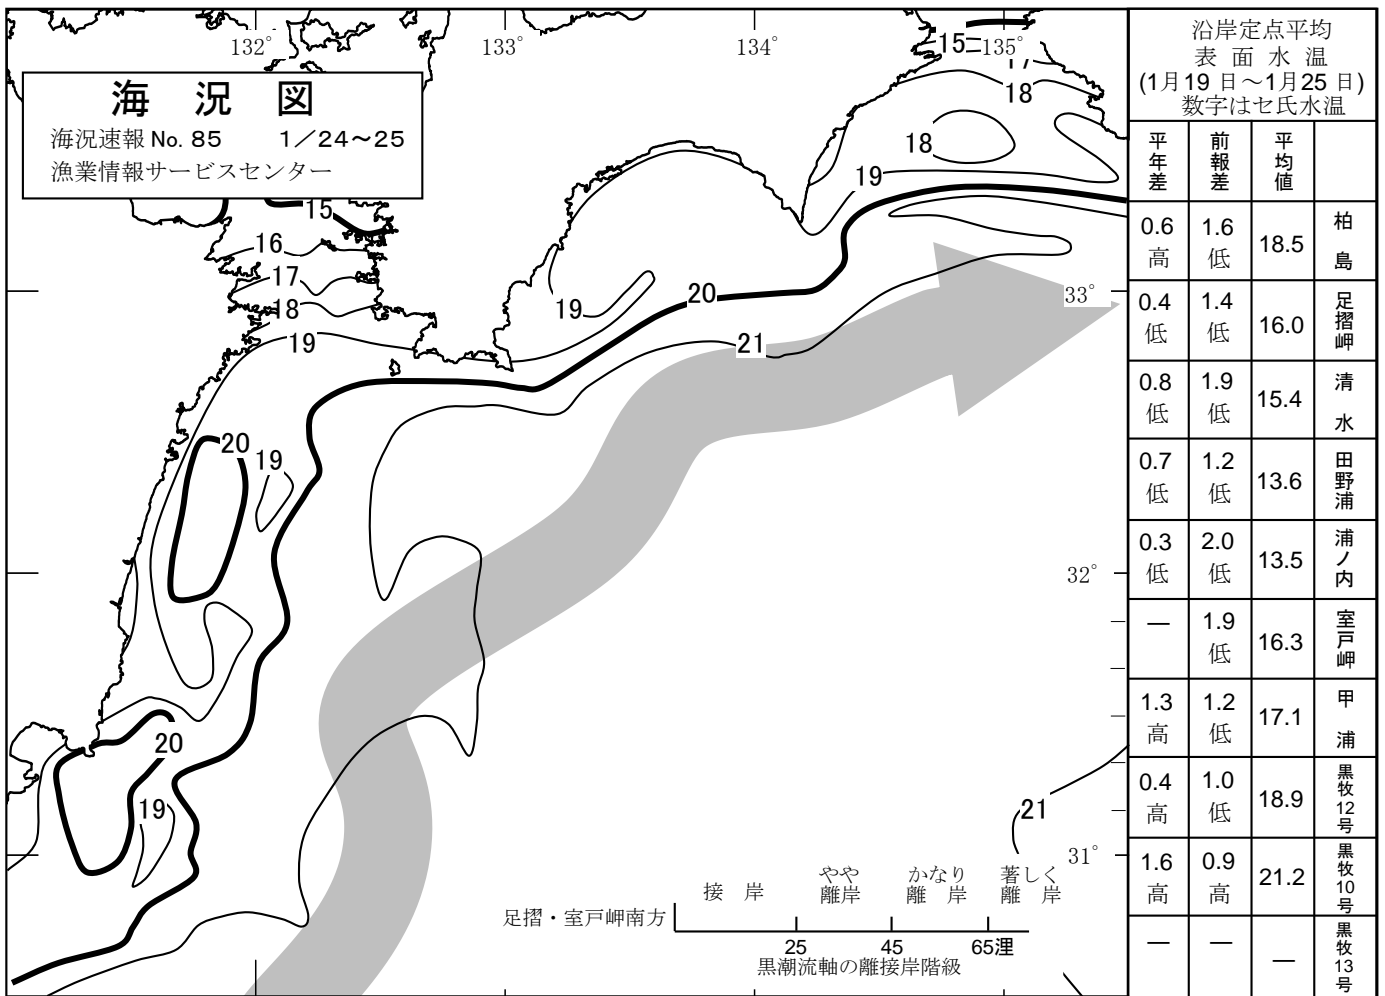 132°
133°
134°
135°
海　況　図
海況速報 No. 85　1／24～25
漁業情報サービスセンター
15
17
18
18
19
15
16
17
18
19
19
20
21
33°
20
19
32°
20
19
21
31°
接　岸
やや
離岸
かなり
離　岸
著しく
離　岸
足摺・室戸岬南方
25
45
65浬
黒潮流軸の離接岸階級
沿岸定点平均
表 面 水 温
(1月19 日～1月25 日)
数字はセ氏水温
平年差 前報差 平均値
0.6高 1.6低 18.5 柏島
0.4低 1.4低 16.0 足摺岬
0.8低 1.9低 15.4 清水
0.7低 1.2低 13.6 田野浦
0.3低 2.0低 13.5 浦ノ内
— 1.9低 16.3 室戸岬
1.3高 1.2低 17.1 甲浦
0.4高 1.0低 18.9 黒牧12号
1.6高 0.9高 21.2 黒牧10号
— — — 黒牧13号